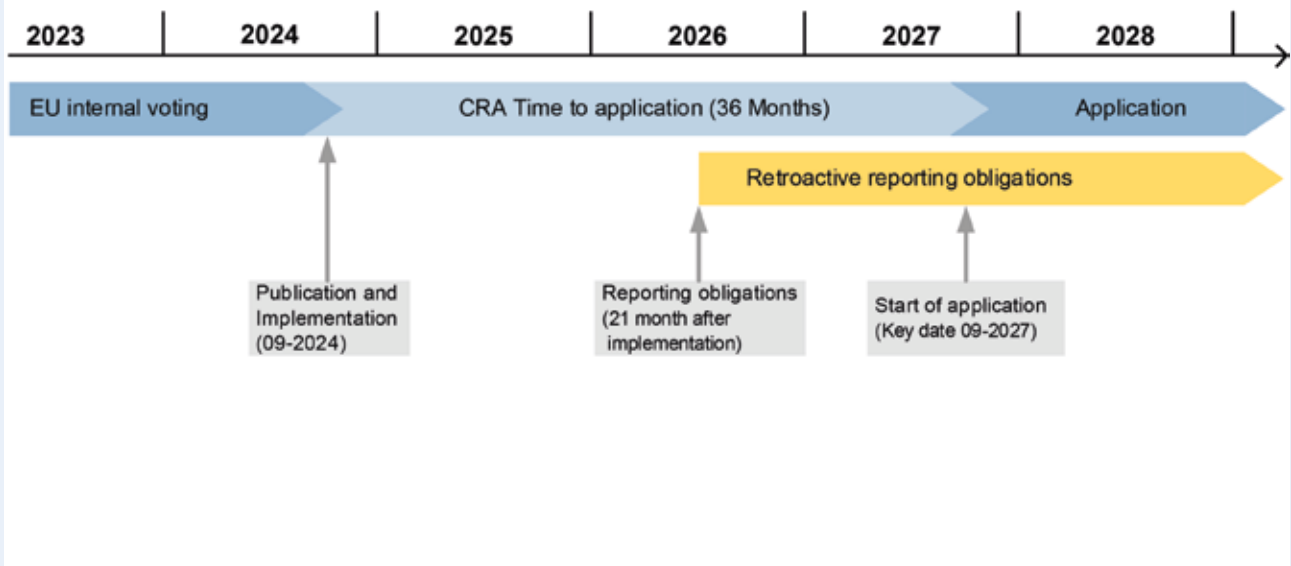 2023 2024 2025 2026 2027 2028
EU internal voting CRA Time to application (36 Months) Application
Retroactive reporting obligations
Publication and
Implementation
(09-2024)
Reporting obligations
(21 month after
implementation)
Start of application
(Key date 09-2027)